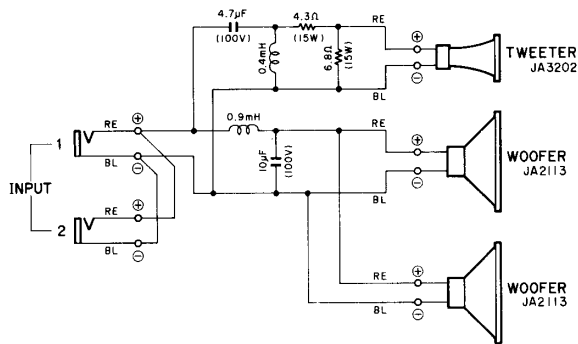 4.7μF
(100V)
4.3Ω
(15W)
RE
⊕
0.4mH
6.8Ω
(15W)
⊖
BL
TWEETER
JA3202
1
RE
⊕
0.9mH
RE
⊕
BL
⊖
10μF
(100V)
⊖
BL
WOOFER
JA2113
INPUT
2
RE
⊕
BL
⊖
RE
⊕
BL
⊖
WOOFER
JA2113